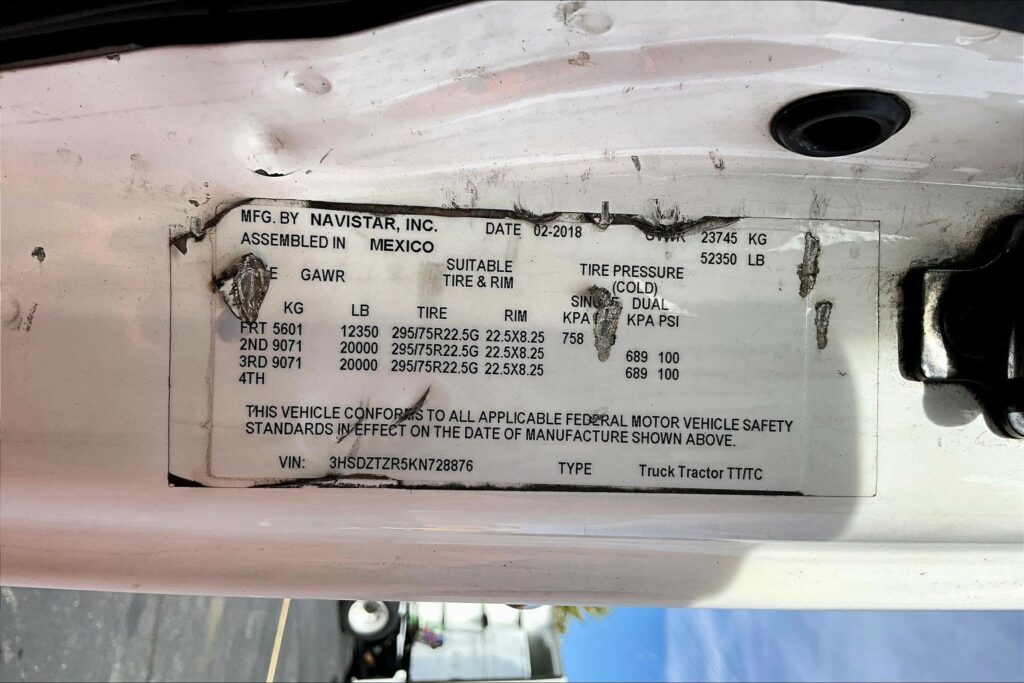 MFG. BY NAVISTAR, INC. DATE 02-2018 GVWR 23745 KG
ASSEMBLED IN MEXICO 52350 LB
GAWR SUITABLE TIRE & RIM TIRE PRESSURE (COLD)
DUAL
KG LB TIRE RIM KPA KPA PSI
FRT 5601 12350 295/75R22.5G 22.5X8.25 758
2ND 9071 20000 295/75R22.5G 22.5X8.25 689 100
3RD 9071 20000 295/75R22.5G 22.5X8.25 689 100
4TH
THIS VEHICLE CONFORMS TO ALL APPLICABLE FEDERAL MOTOR VEHICLE SAFETY
STANDARDS IN EFFECT ON THE DATE OF MANUFACTURE SHOWN ABOVE.
VIN: 3HSDZTZR5KN728876 TYPE Truck Tractor TT/TC